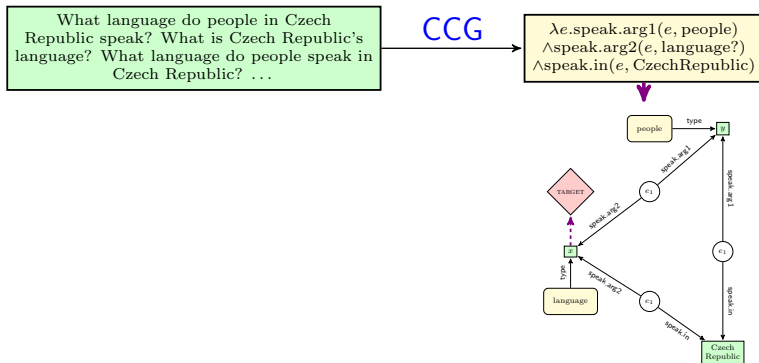 What language do people in Czech
Republic speak? What is Czech Republic's
language? What language do people speak in
Czech Republic? ...
CCG
λe.speak.arg1(e, people)
∧speak.arg2(e, language?)
∧speak.in(e, CzechRepublic)
people
type
y
speak.arg1
speak.arg1
TARGET
e₁
speak.arg2
x
e₁
type
speak.arg2
language
e₁
speak.in
speak.in
Czech
Republic